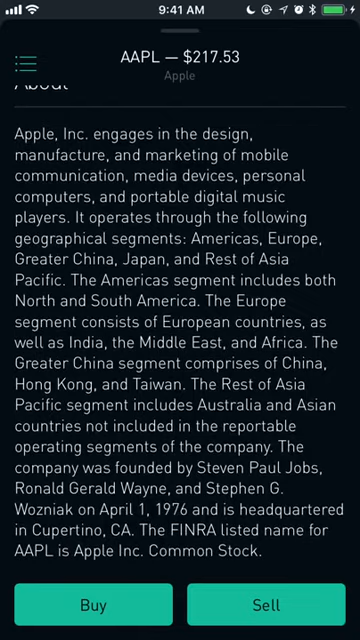 9:41 AM
AAPL — $217.53
Apple
About
Apple, Inc. engages in the design,
manufacture, and marketing of mobile
communication, media devices, personal
computers, and portable digital music
players. It operates through the following
geographical segments: Americas, Europe,
Greater China, Japan, and Rest of Asia
Pacific. The Americas segment includes both
North and South America. The Europe
segment consists of European countries, as
well as India, the Middle East, and Africa. The
Greater China segment comprises of China,
Hong Kong, and Taiwan. The Rest of Asia
Pacific segment includes Australia and Asian
countries not included in the reportable
operating segments of the company. The
company was founded by Steven Paul Jobs,
Ronald Gerald Wayne, and Stephen G.
Wozniak on April 1, 1976 and is headquartered
in Cupertino, CA. The FINRA listed name for
AAPL is Apple Inc. Common Stock.
Buy
Sell